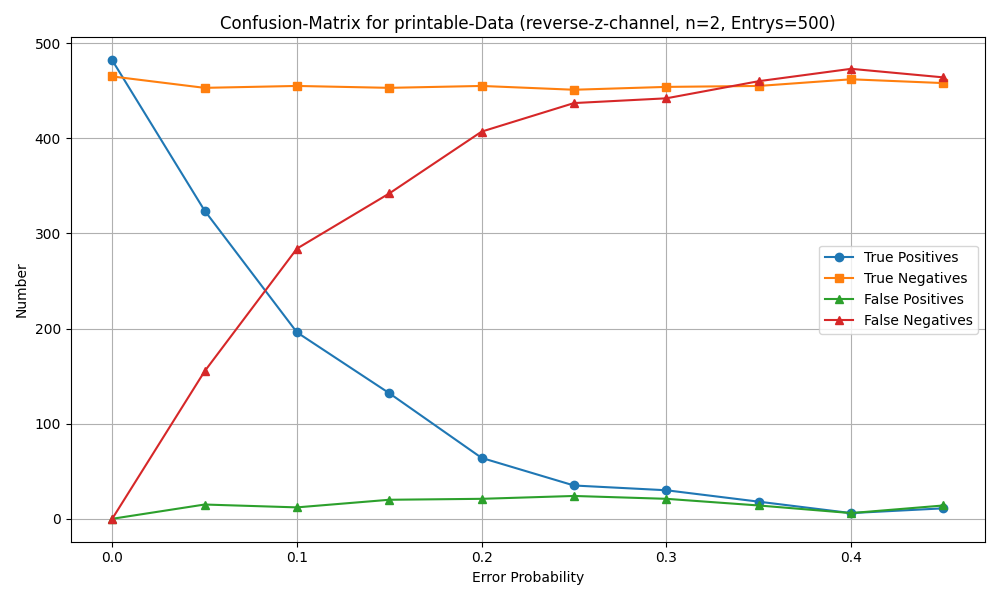 Confusion-Matrix for printable-Data (reverse-z-channel, n=2, Entrys=500)
500
400
300
200
100
0
Number
True Positives
True Negatives
False Positives
False Negatives
0.0
0.1
0.2
0.3
0.4
Error Probability